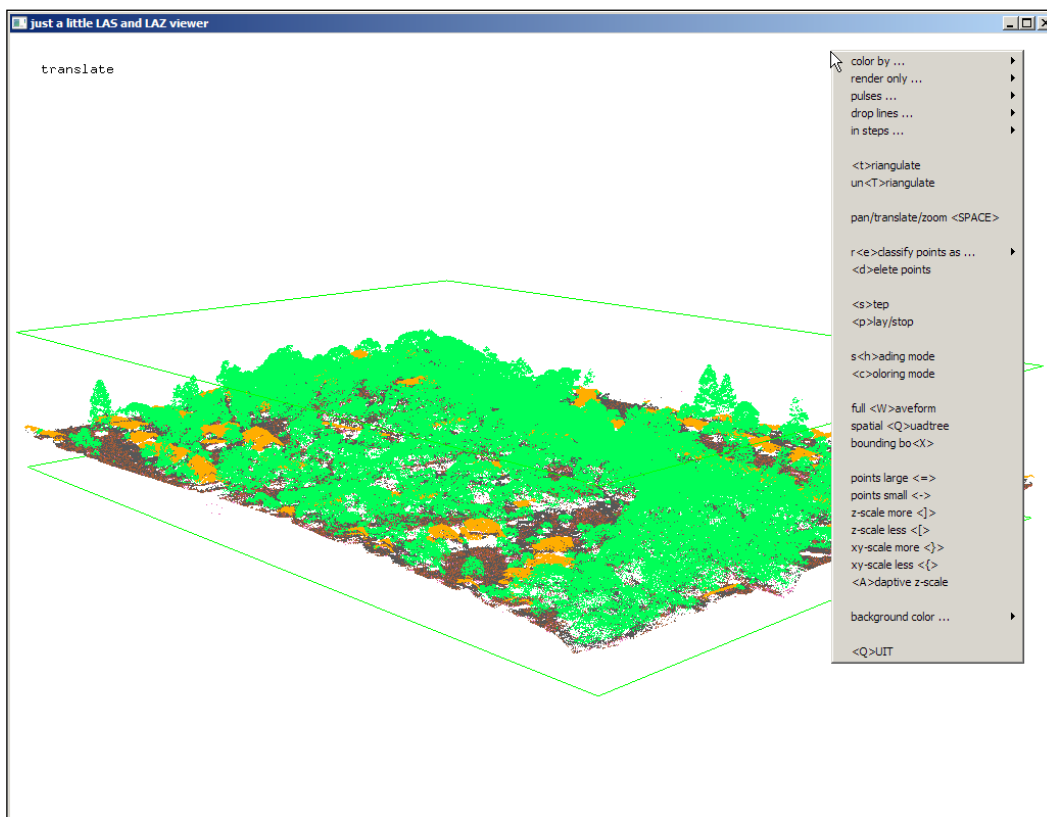 just a little LAS and LAZ viewer
translate
color by ...
render only ...
pulses ...
drop lines ...
in steps ...
<t>riangulate
un<T>riangulate
pan/translate/zoom <SPACE>
r<e>classify points as ...
<d>elete points
<s>tep
<p>lay/stop
s<h>ading mode
<c>oloring mode
full <W>aveform
spatial <Q>uadtree
bounding bo<X>
points large <=>
points small <->
z-scale more <]>
z-scale less <[>
xy-scale more <}>
xy-scale less <{>
<A>daptive z-scale
background color ...
<Q>UIT